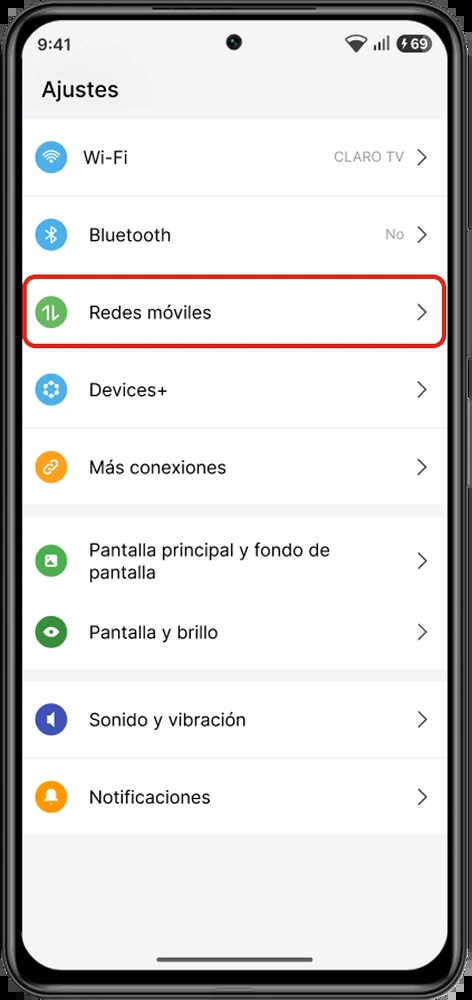 9:41
69
Ajustes
Wi-Fi
CLARO TV
Bluetooth
No
Redes móviles
Devices+
Más conexiones
Pantalla principal y fondo de
pantalla
Pantalla y brillo
Sonido y vibración
Notificaciones